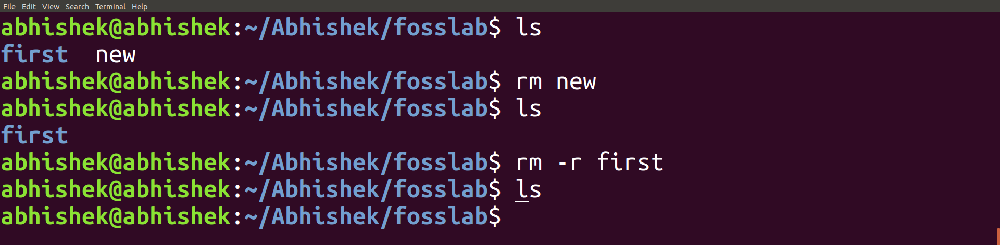 File Edit View Search Terminal Help
abhishek@abhishek:~/Abhishek/fosslab$ ls
first  new
abhishek@abhishek:~/Abhishek/fosslab$ rm new
abhishek@abhishek:~/Abhishek/fosslab$ ls
first
abhishek@abhishek:~/Abhishek/fosslab$ rm -r first
abhishek@abhishek:~/Abhishek/fosslab$ ls
abhishek@abhishek:~/Abhishek/fosslab$